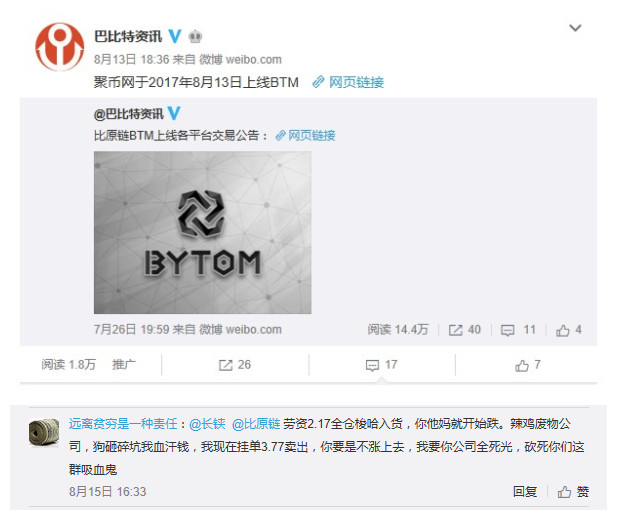 巴比特资讯
8月13日 18:36 来自 微博 weibo.com
聚币网于2017年8月13日上线BTM 网页链接
@巴比特资讯
比原链BTM上线各平台交易公告： 网页链接
BYTOM
7月26日 19:59 来自 微博 weibo.com 阅读 14.4万 40 11 4
阅读 1.8万 推广 26 17 7
远离贫穷是一种责任：@长铗 @比原链 劳资2.17全仓梭哈入货，你他妈就开始跌。辣鸡废物公
司，狗砸碎坑我血汗钱，我现在挂单3.77卖出，你要是不涨上去，我要你公司全死光，砍死你们这
群吸血鬼
8月15日 16:33 回复 赞